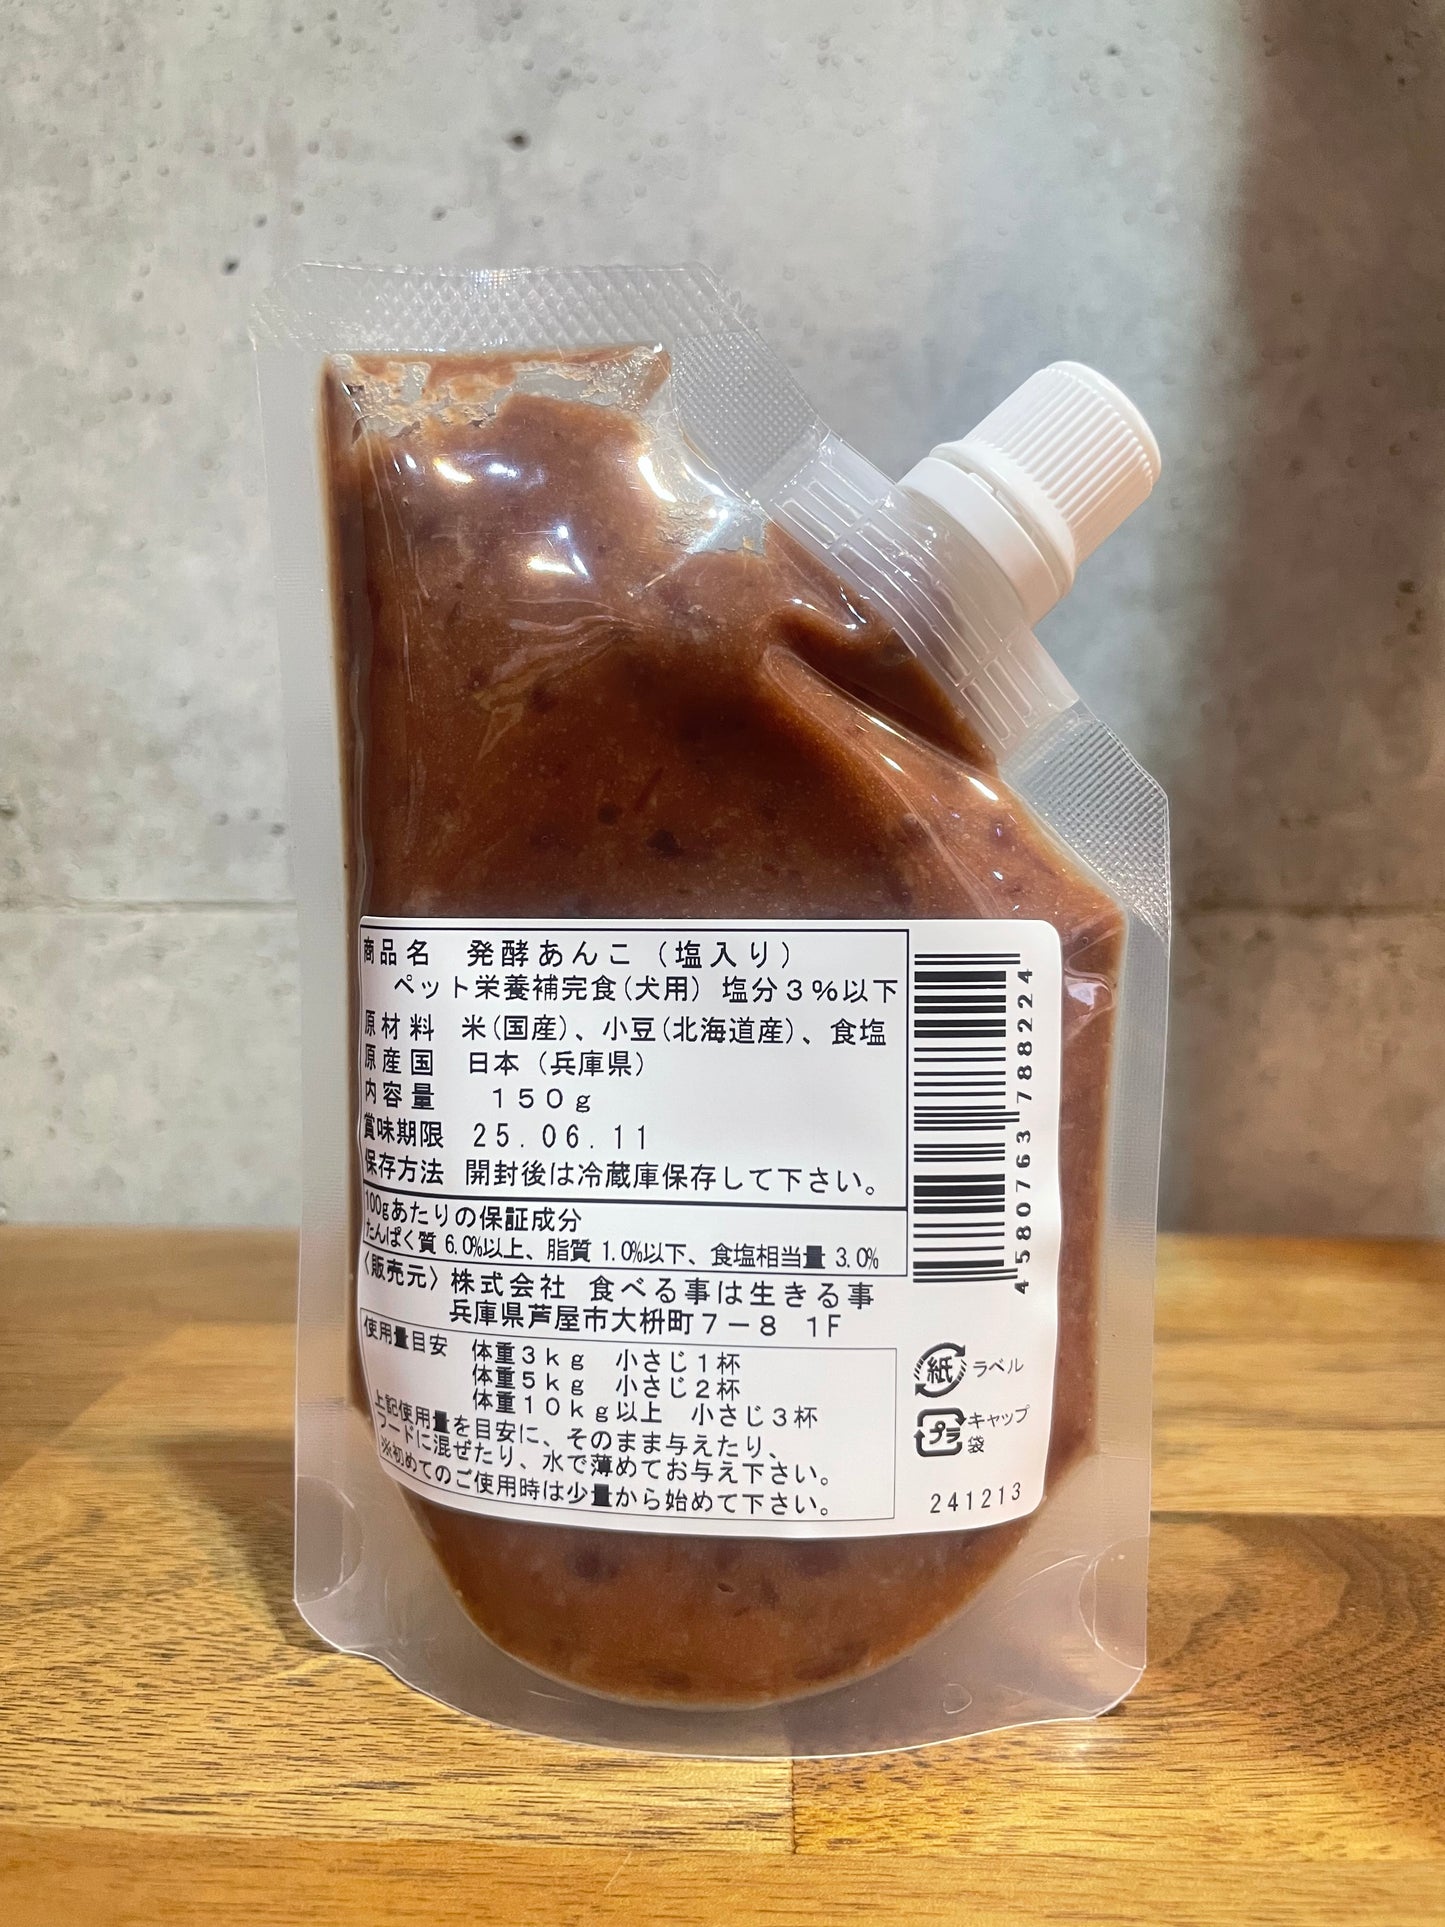 商品名 発酵あんこ（塩入り）
ペット栄養補完食(犬用) 塩分３%以下
原材料 米(国産)、小豆(北海道産)、食塩
原産国 日本（兵庫県）
内容量 １５０ｇ
賞味期限 25.06.11
保存方法 開封後は冷蔵庫保存して下さい。
100gあたりの保証成分
たんぱく質 6.0%以上、脂質 1.0%以下、食塩相当量 3.0%
〈販売元〉株式会社 食べる事は生きる事
兵庫県芦屋市大枡町７－８ 1F
使用量目安 体重３ｋｇ 小さじ１杯
体重５ｋｇ 小さじ２杯
体重１０ｋｇ以上 小さじ３杯
上記使用量を目安に、そのまま与えたり、
フードに混ぜたり、水で薄めてお与え下さい。
※初めてのご使用時は少量から始めて下さい。
4 580763 788224
紙 ラベル
プラ キャップ
袋
241213